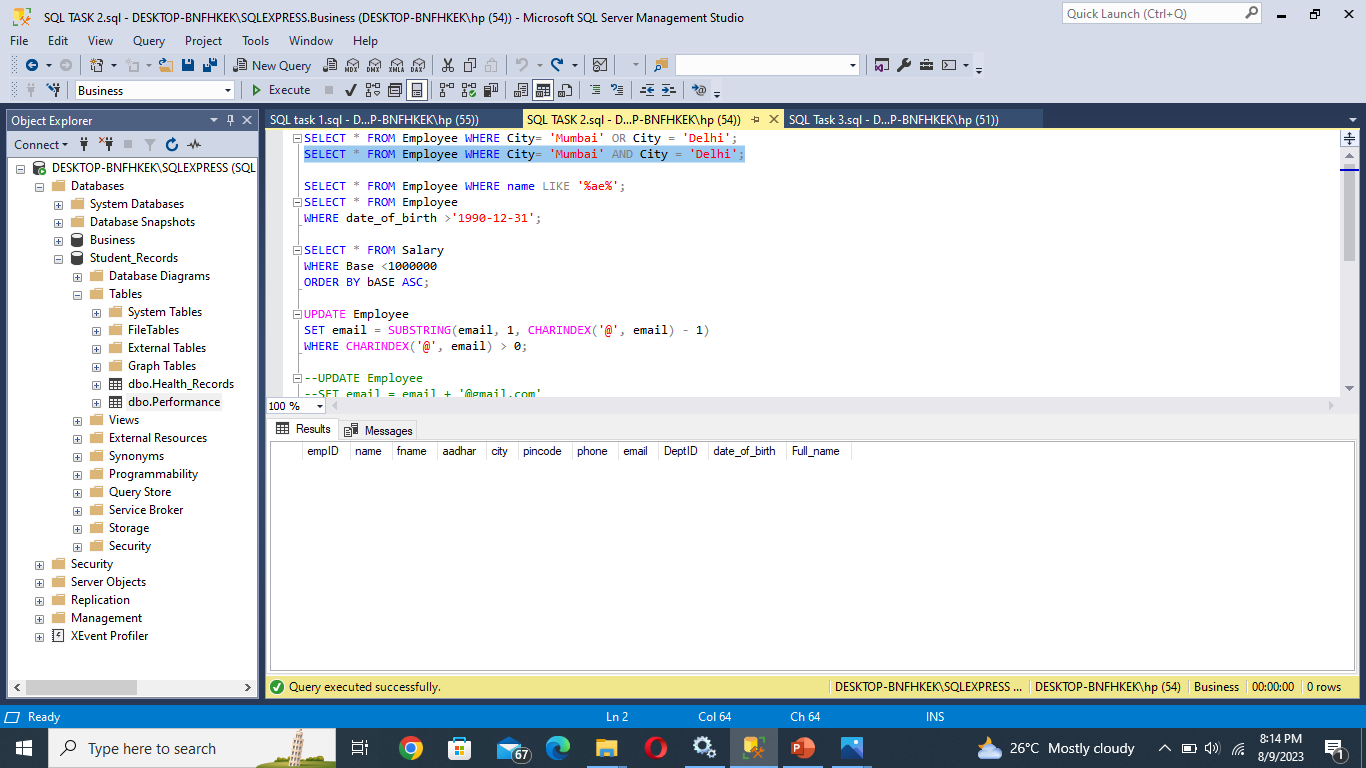 SQL TASK 2.sql - DESKTOP-BNFHKEK\SQLEXPRESS.Business (DESKTOP-BNFHKEK\hp (54)) - Microsoft SQL Server Management Studio
Quick Launch (Ctrl+Q)
File Edit View Query Project Tools Window Help
New Query MDX DMX XMLA DAX
Business Execute
Object Explorer
Connect
DESKTOP-BNFHKEK\SQLEXPRESS (SQL
Databases
System Databases
Database Snapshots
Business
Student_Records
Database Diagrams
Tables
System Tables
FileTables
External Tables
Graph Tables
dbo.Health_Records
dbo.Performance
Views
External Resources
Synonyms
Programmability
Query Store
Service Broker
Storage
Security
Security
Server Objects
Replication
Management
XEvent Profiler
SQL task 1.sql - D...P-BNFHKEK\hp (55)) SQL TASK 2.sql - D...P-BNFHKEK\hp (54)) SQL Task 3.sql - D...P-BNFHKEK\hp (51))
SELECT * FROM Employee WHERE City= 'Mumbai' OR City = 'Delhi';
SELECT * FROM Employee WHERE City= 'Mumbai' AND City = 'Delhi';
SELECT * FROM Employee WHERE name LIKE '%ae%';
SELECT * FROM Employee
WHERE date_of_birth >'1990-12-31';
SELECT * FROM Salary
WHERE Base <1000000
ORDER BY bASE ASC;
UPDATE Employee
SET email = SUBSTRING(email, 1, CHARINDEX('@', email) - 1)
WHERE CHARINDEX('@', email) > 0;
--UPDATE Employee
--SET email = email + '@gmail.com'
100 %
Results Messages
empID name fname aadhar city pincode phone email DeptID date_of_birth Full_name
Query executed successfully. DESKTOP-BNFHKEK\SQLEXPRESS ... DESKTOP-BNFHKEK\hp (54) Business 00:00:00 0 rows
Ready Ln 2 Col 64 Ch 64 INS
Type here to search 67 26°C Mostly cloudy 8:14 PM
8/9/2023 1